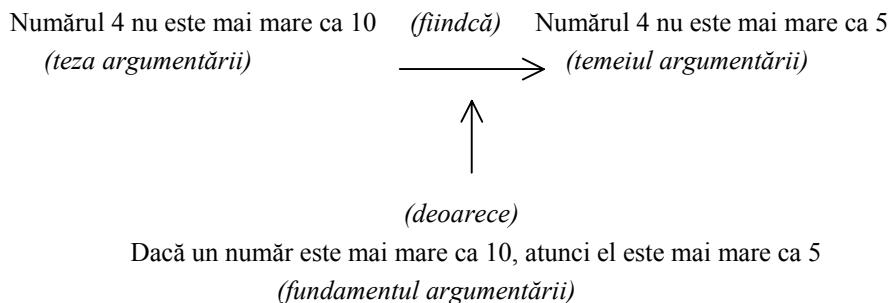 Numărul 4 nu este mai mare ca 10 (fiindcă) Numărul 4 nu este mai mare ca 5
(teza argumentării) (temeiul argumentării)
(deoarece)
Dacă un număr este mai mare ca 10, atunci el este mai mare ca 5
(fundamentul argumentării)